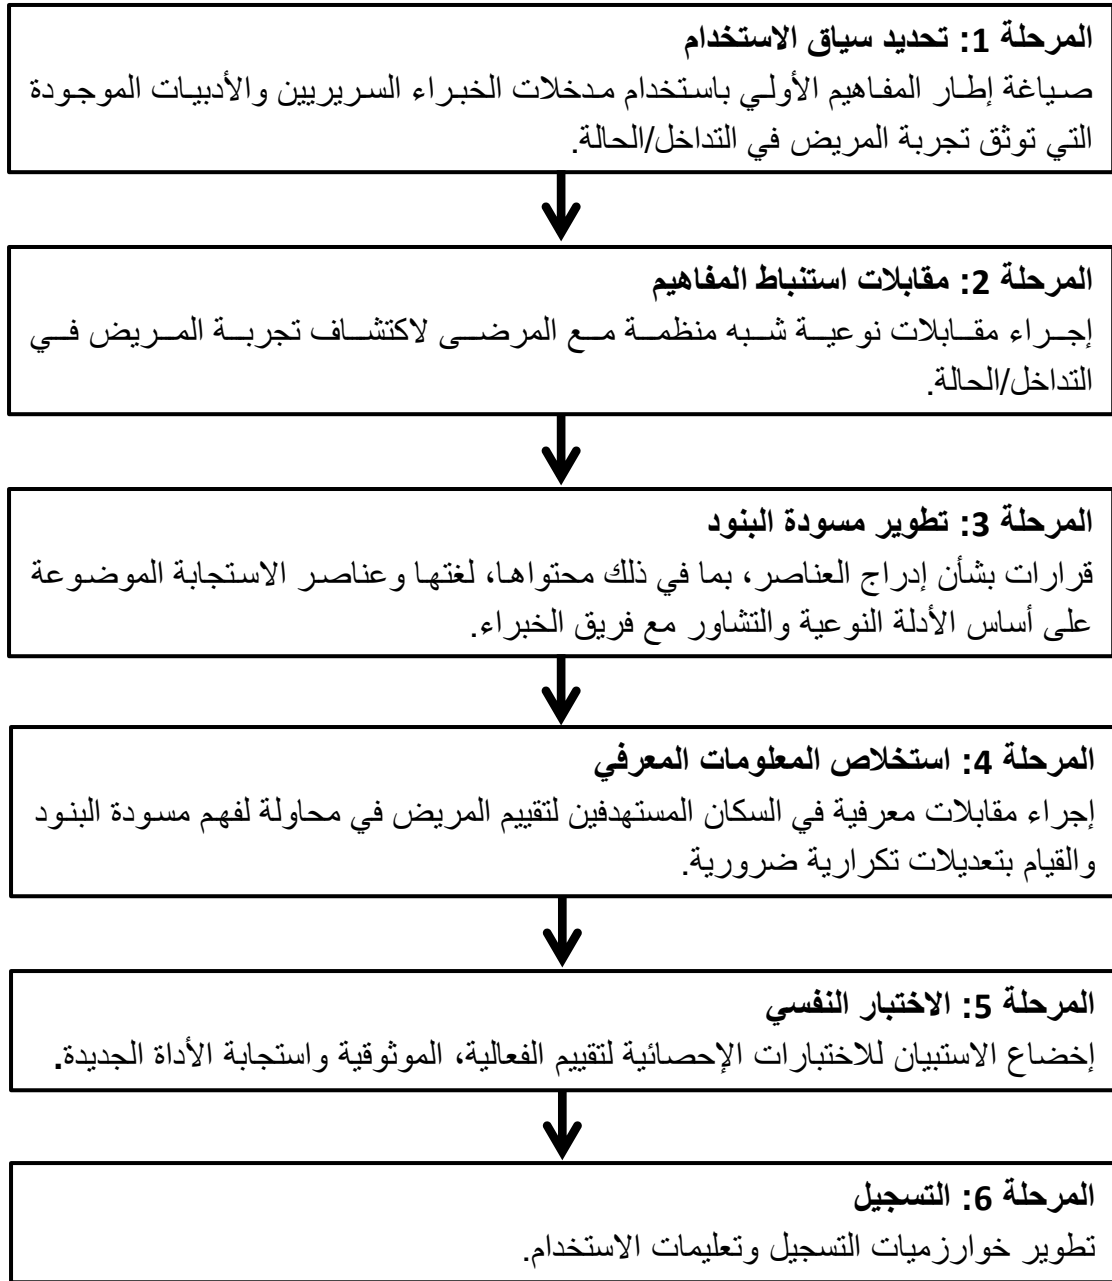 المرحلة 1: تحديد سياق الاستخدام
صياغة إطار المفاهيم الأولي باستخدام مدخلات الخبراء السريريين والأدبيات الموجودة
التي توثق تجربة المريض في التداخل/الحالة.
المرحلة 2: مقابلات استنباط المفاهيم
إجراء مقابلات نوعية شبه منظمة مع المرضى لاكتشاف تجربة المريض في
التداخل/الحالة.
المرحلة 3: تطوير مسودة البنود
قرارات بشأن إدراج العناصر، بما في ذلك محتواها، لغتها وعناصر الاستجابة الموضوعة
على أساس الأدلة النوعية والتشاور مع فريق الخبراء.
المرحلة 4: استخلاص المعلومات المعرفي
إجراء مقابلات معرفية في السكان المستهدفين لتقييم المريض في محاولة لفهم مسودة البنود
والقيام بتعديلات تكرارية ضرورية.
المرحلة 5: الاختبار النفسي
إخضاع الاستبيان للاختبارات الإحصائية لتقييم الفعالية، الموثوقية واستجابة الأداة الجديدة.
المرحلة 6: التسجيل
تطوير خوارزميات التسجيل وتعليمات الاستخدام.